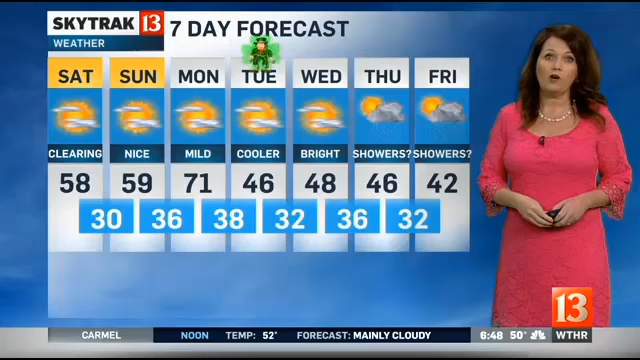 SKYTRAK 13
WEATHER
7 DAY FORECAST
SAT SUN MON TUE WED THU FRI
CLEARING NICE MILD COOLER BRIGHT SHOWERS? SHOWERS?
58 59 71 46 48 46 42
30 36 38 32 36 32
13
CARMEL NOON TEMP: 52° FORECAST: MAINLY CLOUDY 6:48 50° WTHR